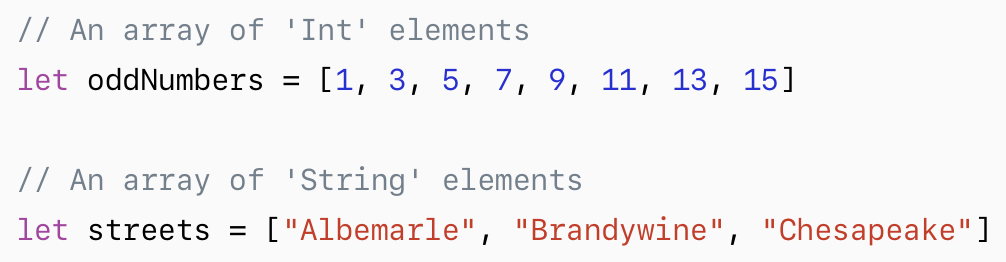 // An array of 'Int' elements
let oddNumbers = [1, 3, 5, 7, 9, 11, 13, 15]
// An array of 'String' elements
let streets = ["Albemarle", "Brandywine", "Chesapeake"]